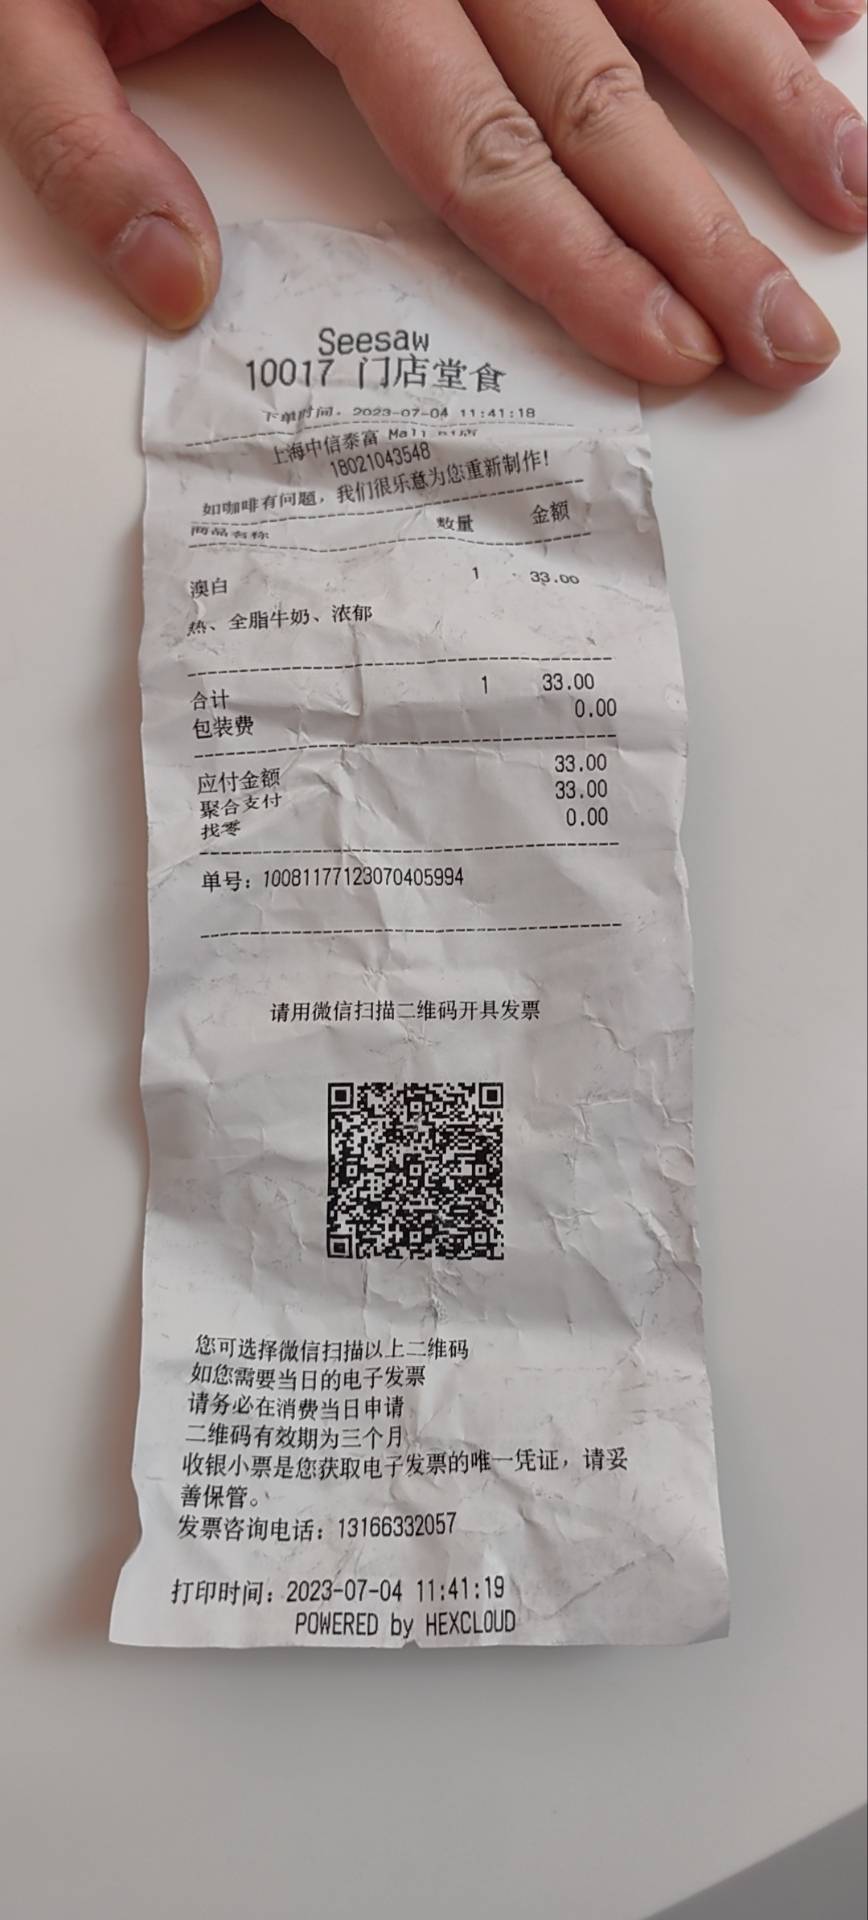 Seesaw
10017 门店堂食
下单时间: 2023-07-04 11:41:18
上海中信泰富 Mall
18021043548
如咖啡有问题，我们很乐意为您重新制作！
商品名称 数量 金额
澳白 1 33.00
热、全脂牛奶、浓郁
合计 1 33.00
包装费 0.00
应付金额 33.00
聚合支付 33.00
找零 0.00
单号：10081177123070405994
请用微信扫描二维码开具发票
您可选择微信扫描以上二维码
如您需要当日的电子发票
请务必在消费当日申请
二维码有效期为三个月
收银小票是您获取电子发票的唯一凭证，请妥
善保管。
发票咨询电话：13166332057
打印时间：2023-07-04 11:41:19
POWERED by HEXCLOUD